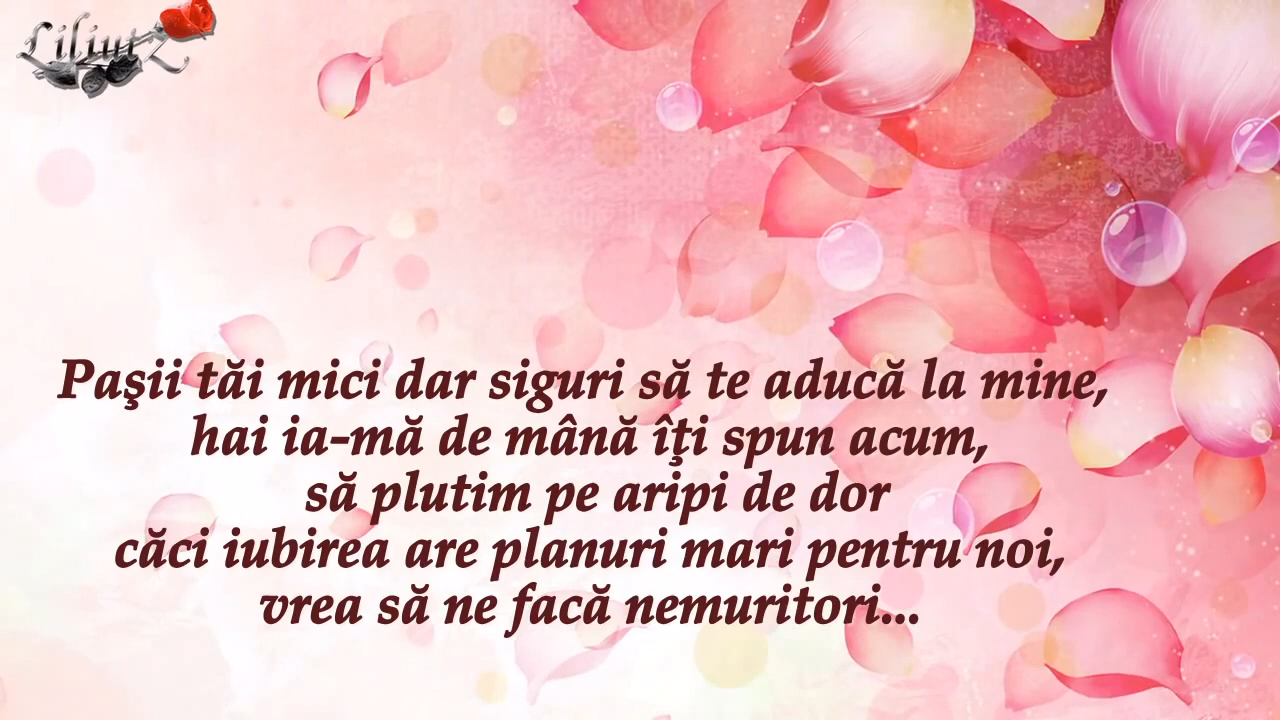 LiliutZ
Paşii tăi mici dar siguri să te aducă la mine,
hai ia-mă de mână îţi spun acum,
să plutim pe aripi de dor
căci iubirea are planuri mari pentru noi,
vrea să ne facă nemuritori...